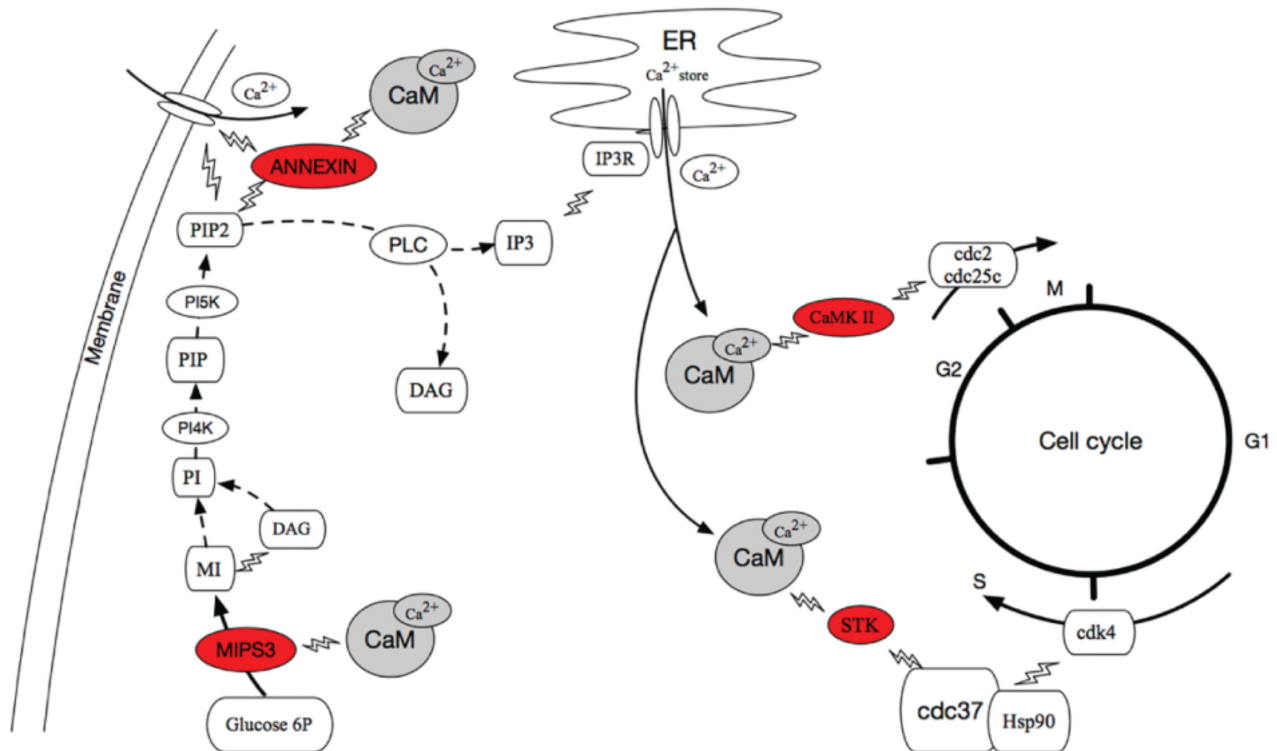 ER
Ca2+ store
Ca2+
Ca2+
CaM
ANNEXIN
IP3R
Ca2+
PIP2
PLC
IP3
cdc2
cdc25c
M
Membrane
PI5K
CaMK II
Ca2+
CaM
PIP
DAG
G2
PI4K
Cell cycle
G1
PI
DAG
Ca2+
CaM
MI
S
Ca2+
CaM
MIPS3
STK
cdk4
Glucose 6P
cdc37
Hsp90